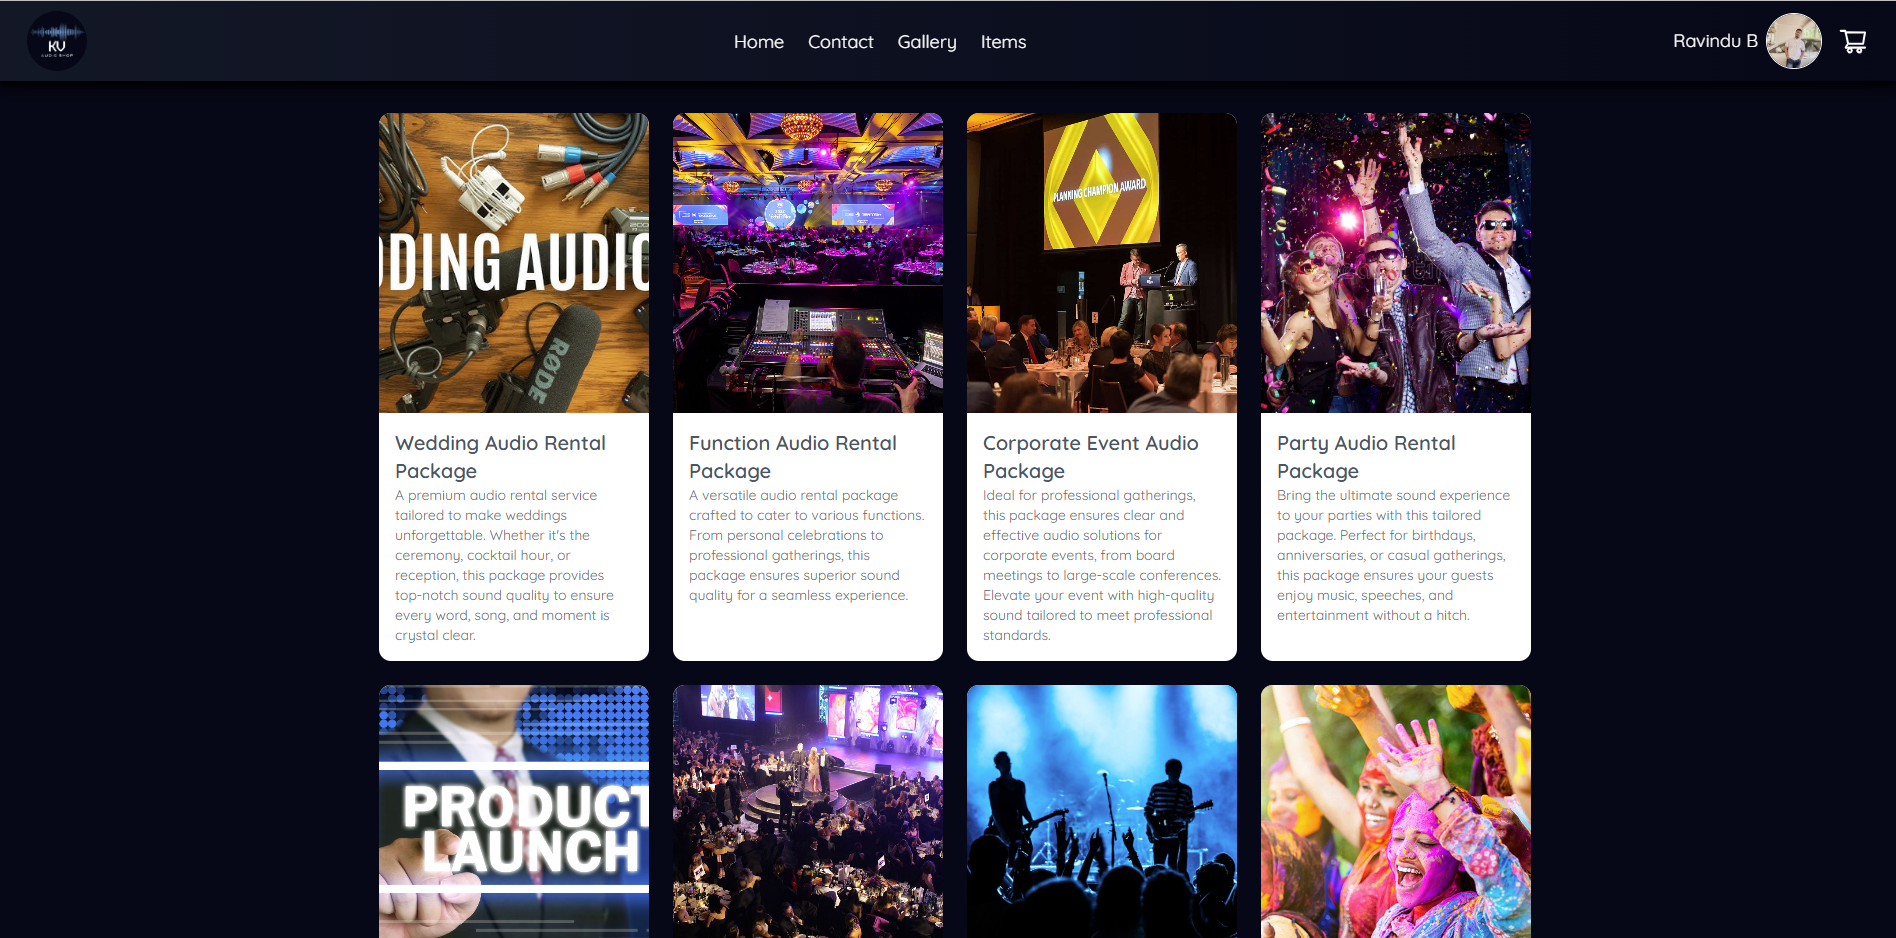 KV
AUDIO SHOP
Home
Contact
Gallery
Items
Ravindu B
DDING AUDIO
RØDE
PLANNING CHAMPION AWARD
Wedding Audio Rental
Package
A premium audio rental service
tailored to make weddings
unforgettable. Whether it's the
ceremony, cocktail hour, or
reception, this package provides
top-notch sound quality to ensure
every word, song, and moment is
crystal clear.
Function Audio Rental
Package
A versatile audio rental package
crafted to cater to various functions.
From personal celebrations to
professional gatherings, this
package ensures superior sound
quality for a seamless experience.
Corporate Event Audio
Package
Ideal for professional gatherings,
this package ensures clear and
effective audio solutions for
corporate events, from board
meetings to large-scale conferences.
Elevate your event with high-quality
sound tailored to meet professional
standards.
Party Audio Rental
Package
Bring the ultimate sound experience
to your parties with this tailored
package. Perfect for birthdays,
anniversaries, or casual gatherings,
this package ensures your guests
enjoy music, speeches, and
entertainment without a hitch.
PRODUCT
LAUNCH